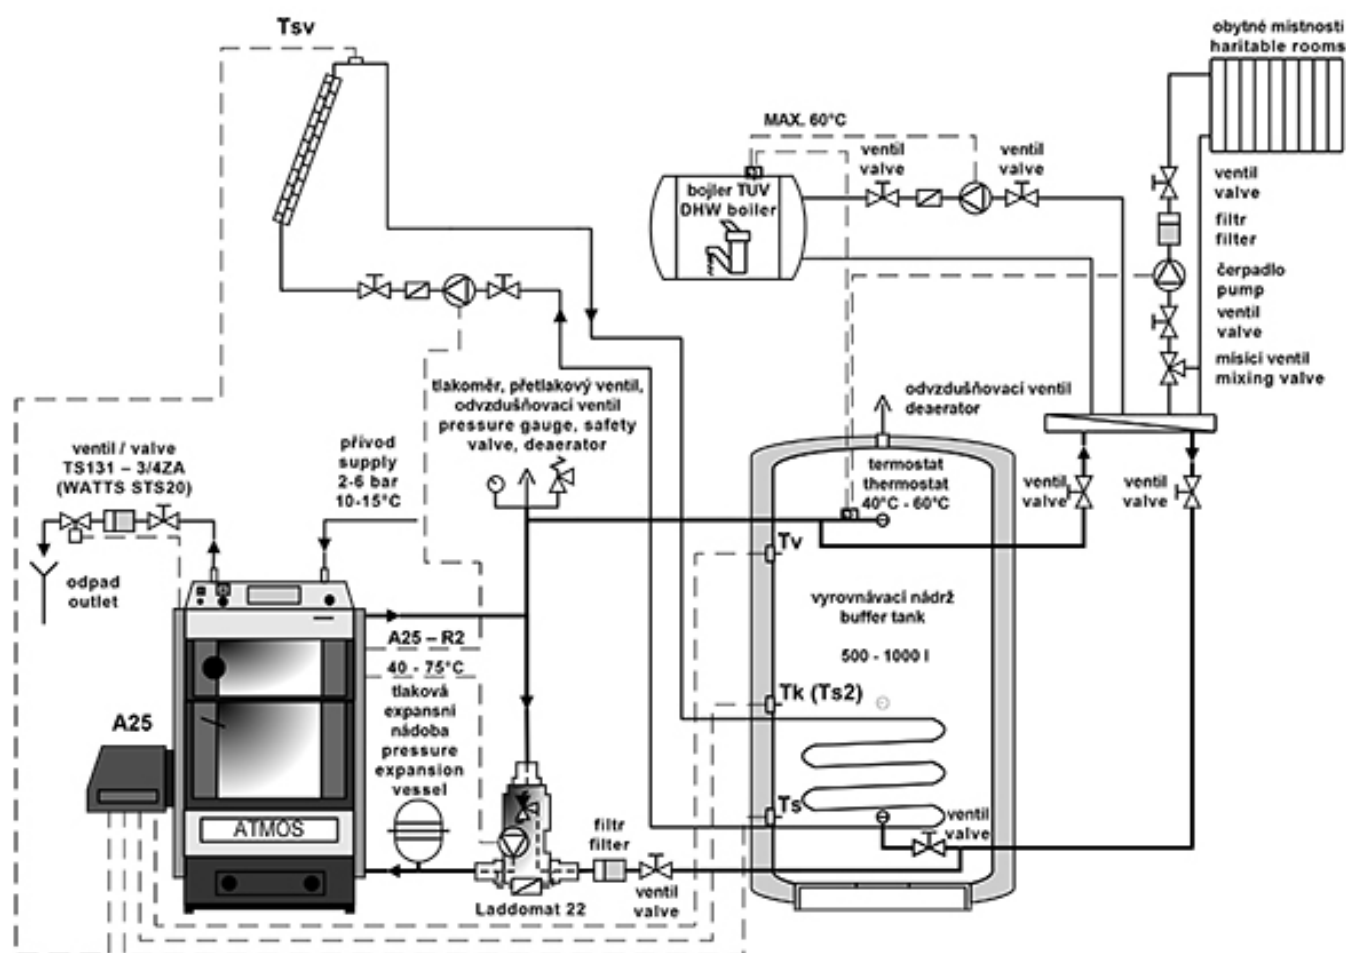 Tsv
obytné místnosti
haritable rooms
MAX. 60°C
ventil
valve
ventil
valve
bojler TUV
DHW boiler
ventil
valve
filtr
filter
čerpadlo
pump
ventil
valve
mísící ventil
mixing valve
tlakoměr, přetlakový ventil,
odvzdušňovací ventil
pressure gauge, safety
valve, deaerator
odvzdušňovací ventil
deaerator
ventil / valve
TS131 – 3/4ZA
(WATTS STS20)
přívod
supply
2-6 bar
10-15°C
termostat
thermostat
40°C - 60°C
ventil
valve
ventil
valve
Tv
odpad
outlet
vyrovnávací nádrž
buffer tank
500 - 1000 l
A25 – R2
40 - 75°C
tlaková
expansní
nádoba
pressure
expansion
vessel
Tk (Ts2)
A25
Ts
ventil
valve
ATMOS
filtr
filter
Laddomat 22
ventil
valve